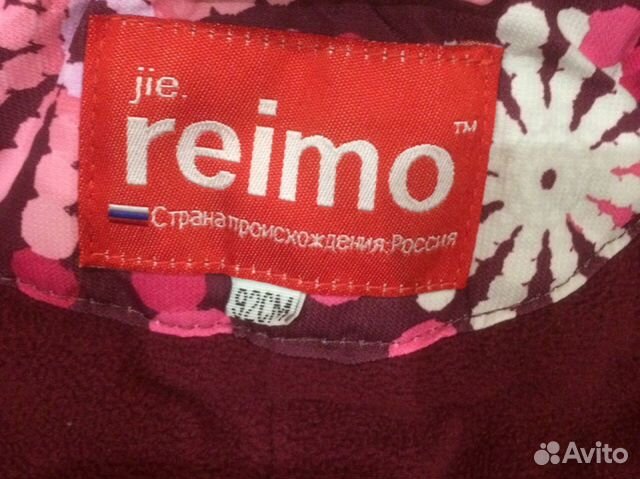 jie.
reimo™
Страна происхождения: Россия
92CM
Avito